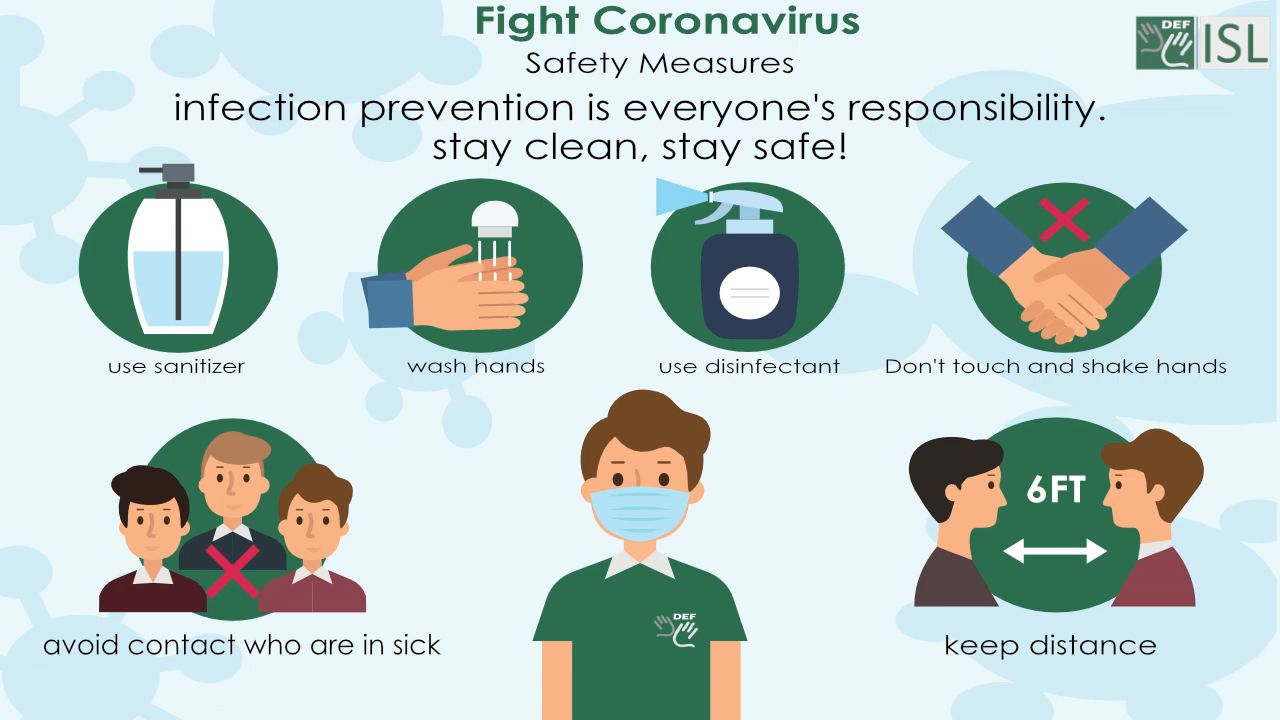 Fight Coronavirus
DEF
ISL
Safety Measures
infection prevention is everyone's responsibility.
stay clean, stay safe!
use sanitizer
wash hands
use disinfectant
Don't touch and shake hands
6FT
DEF
avoid contact who are in sick
keep distance